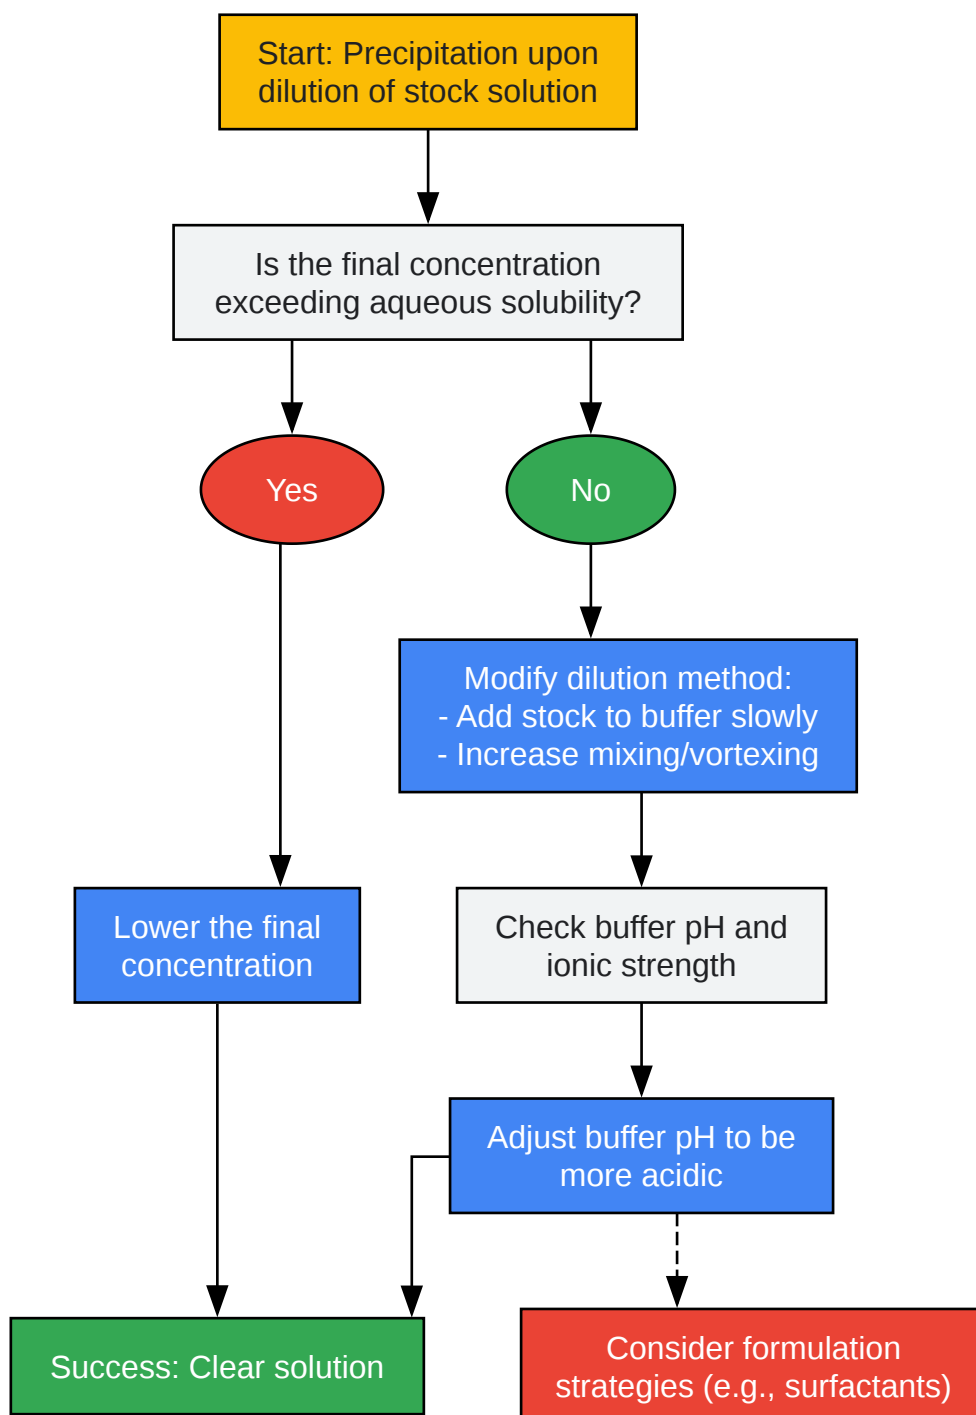 Start: Precipitation upon
dilution of stock solution
Is the final concentration
exceeding aqueous solubility?
Yes
No
Modify dilution method:
- Add stock to buffer slowly
- Increase mixing/vortexing
Lower the final
concentration
Check buffer pH and
ionic strength
Adjust buffer pH to be
more acidic
Success: Clear solution
Consider formulation
strategies (e.g., surfactants)